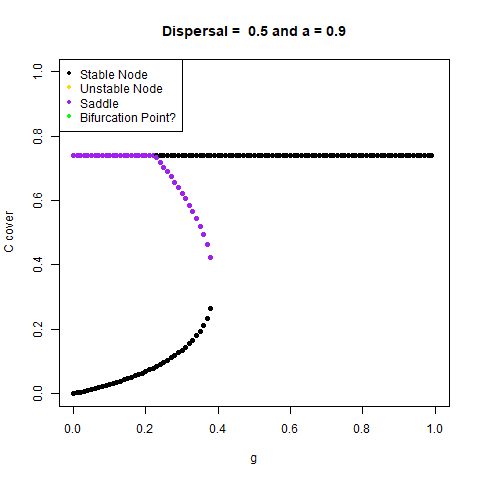 Dispersal =  0.5 and a = 0.9
Stable Node
Unstable Node
Saddle
Bifurcation Point?
C cover
1.0
0.8
0.6
0.4
0.2
0.0
0.0 0.2 0.4 0.6 0.8 1.0
g